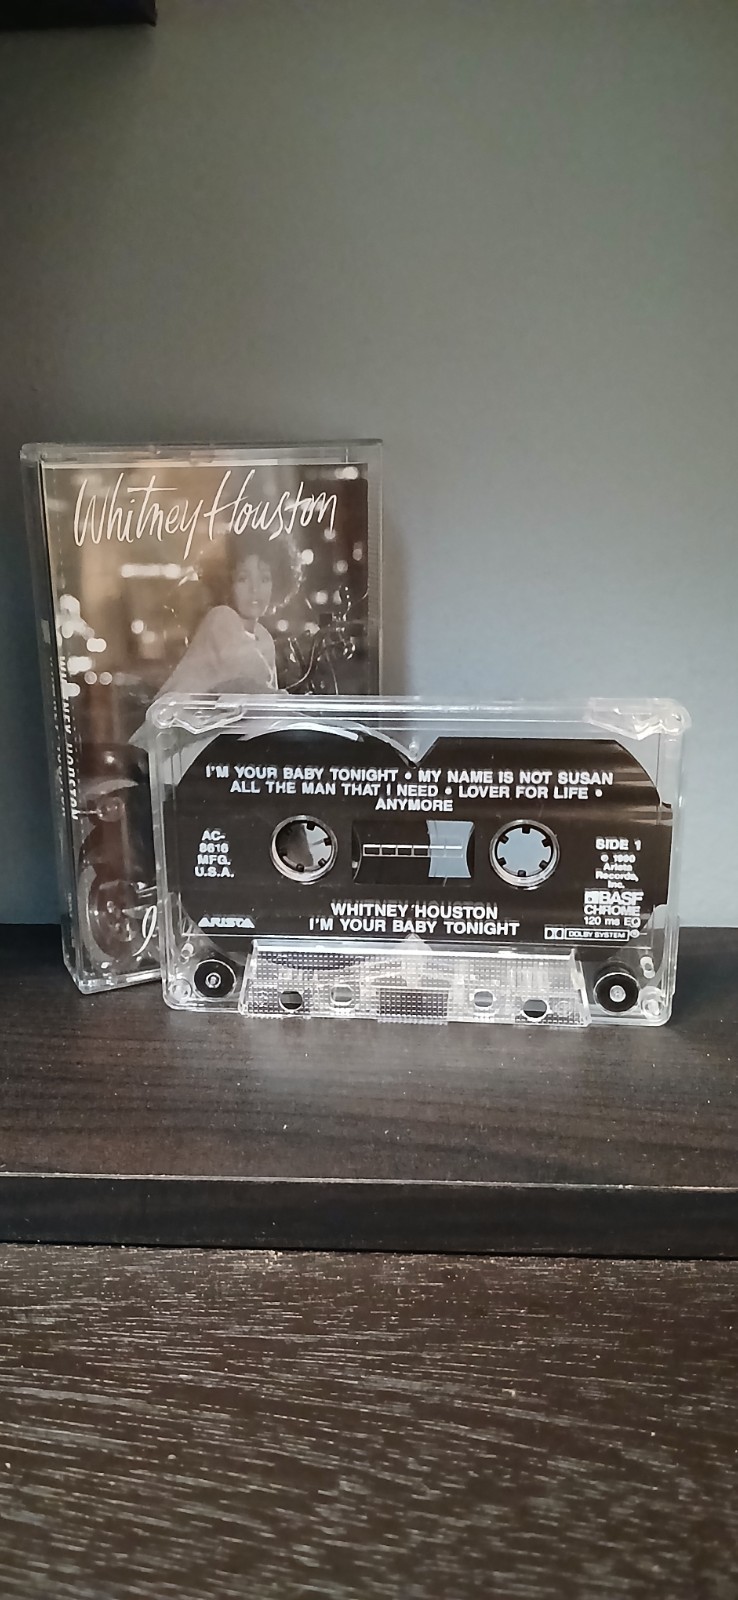 Whitney Houston
I'M YOUR BABY TONIGHT • MY NAME IS NOT SUSAN
ALL THE MAN THAT I NEED • LOVER FOR LIFE •
ANYMORE
AC-
8616
MFG.
U.S.A.
SIDE 1
© 1990
Arista
Records,
Inc.
BASF
CHROME
120 ms EQ
DOLBY SYSTEM
ARISTA
WHITNEY HOUSTON
I'M YOUR BABY TONIGHT